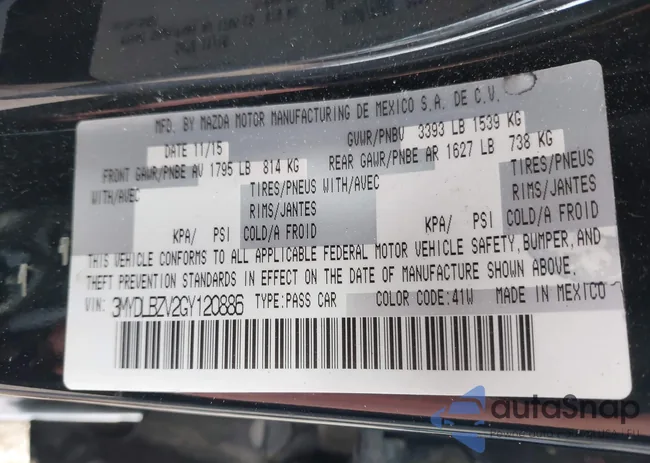 MFD. BY MAZDA MOTOR MANUFACTURING DE MEXICO S.A. DE C.V.
DATE 11/15 GVWR/PNBV 3393 LB 1539 KG
FRONT GAWR/PNBE AV 1795 LB 814 KG REAR GAWR/PNBE AR 1627 LB 738 KG
WITH/AVEC TIRES/PNEUS WITH/AVEC TIRES/PNEUS
RIMS/JANTES RIMS/JANTES
KPA/ PSI COLD/A FROID KPA/ PSI COLD/A FROID
THIS VEHICLE CONFORMS TO ALL APPLICABLE FEDERAL MOTOR VEHICLE SAFETY, BUMPER, AND
THEFT PREVENTION STANDARDS IN EFFECT ON THE DATE OF MANUFACTURE SHOWN ABOVE.
VIN: 3MYDLBZV2GY120886 TYPE:PASS CAR COLOR CODE:41W MADE IN MEXICO
autoSnap